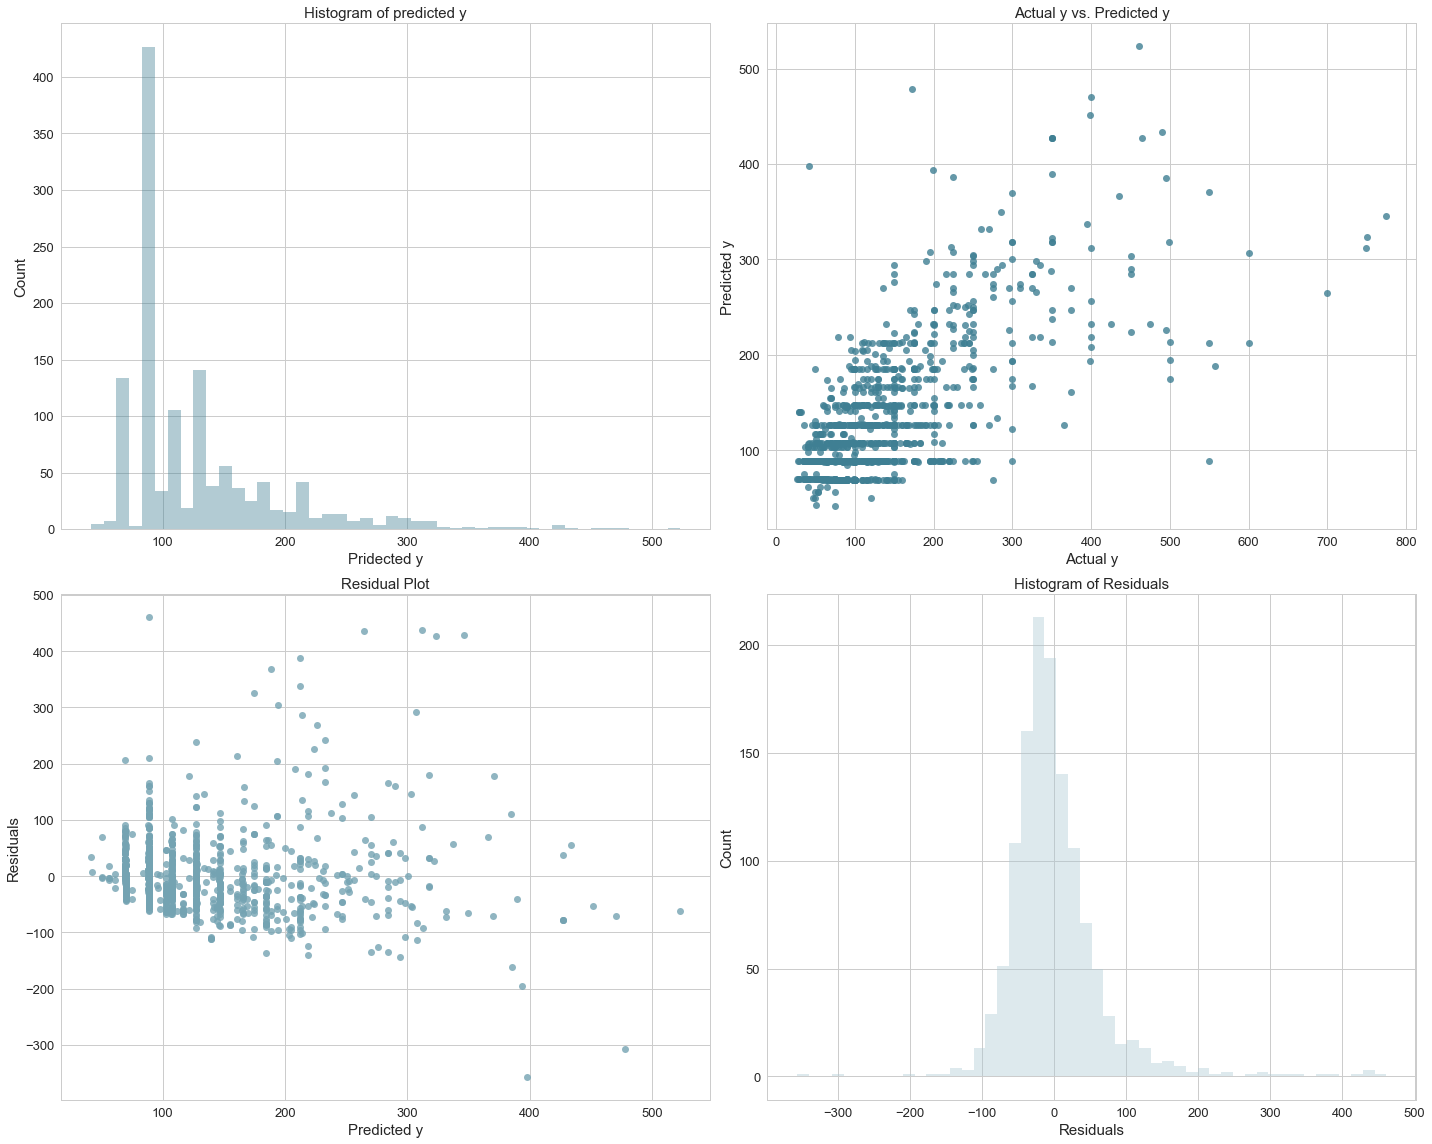 Histogram of predicted y
400
350
300
250
200
150
100
50
0
Count
100 200 300 400 500
Pridected y
Actual y vs. Predicted y
500
400
300
200
100
Predicted y
0 100 200 300 400 500 600 700 800
Actual y
Residual Plot
500
400
300
200
100
0
−100
−200
−300
Residuals
100 200 300 400 500
Predicted y
Histogram of Residuals
200
150
100
50
0
Count
−300 −200 −100 0 100 200 300 400 500
Residuals